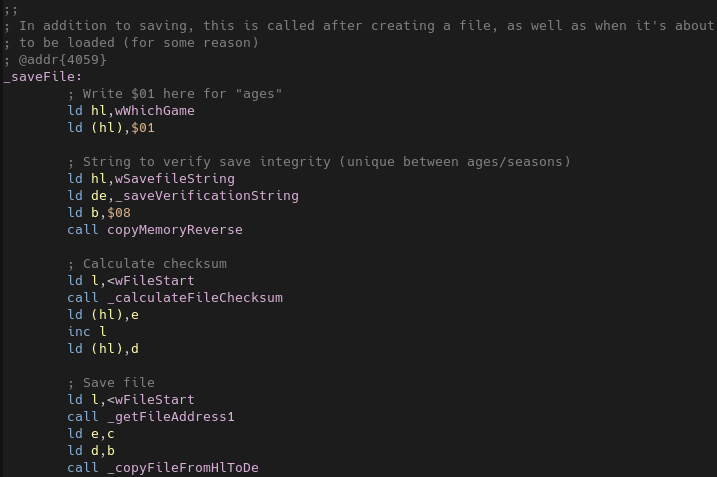 ;;
; In addition to saving, this is called after creating a file, as well as when it's about
; to be loaded (for some reason)
; @addr{4059}
_saveFile:
; Write $01 here for "ages"
ld hl,wWhichGame
ld (hl),$01
; String to verify save integrity (unique between ages/seasons)
ld hl,wSavefileString
ld de,_saveVerificationString
ld b,$08
call copyMemoryReverse
; Calculate checksum
ld l,<wFileStart
call _calculateFileChecksum
ld (hl),e
inc l
ld (hl),d
; Save file
ld l,<wFileStart
call _getFileAddress1
ld e,c
ld d,b
call _copyFileFromHlToDe